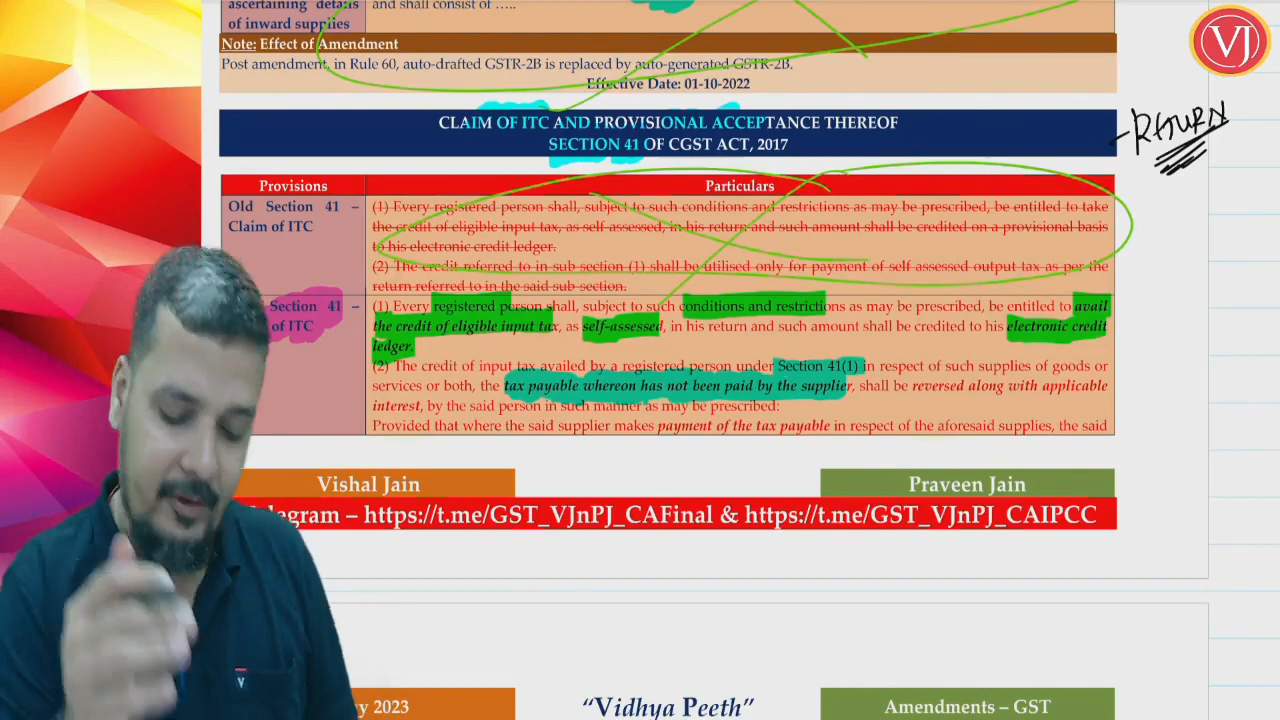 ascertaining details
of inward supplies
and shall consist of …..
Note: Effect of Amendment
Post amendment, in Rule 60, auto-drafted GSTR-2B is replaced by auto-generated GSTR-2B.
Effective Date: 01-10-2022
VJ
CLAIM OF ITC AND PROVISIONAL ACCEPTANCE THEREOF
SECTION 41 OF CGST ACT, 2017
RETURN
Provisions
Particulars
Old Section 41 –
Claim of ITC
(1) Every registered person shall, subject to such conditions and restrictions as may be prescribed, be entitled to take
the credit of eligible input tax, as self-assessed, in his return and such amount shall be credited on a provisional basis
to his electronic credit ledger.
(2) The credit referred to in sub-section (1) shall be utilised only for payment of self assessed output tax as per the
return referred to in the said sub-section.
Section 41 –
of ITC
(1) Every registered person shall, subject to such conditions and restrictions as may be prescribed, be entitled to avail
the credit of eligible input tax, as self-assessed, in his return and such amount shall be credited to his electronic credit
ledger.
(2) The credit of input tax availed by a registered person under Section 41(1) in respect of such supplies of goods or
services or both, the tax payable whereon has not been paid by the supplier, shall be reversed along with applicable
interest, by the said person in such manner as may be prescribed:
Provided that where the said supplier makes payment of the tax payable in respect of the aforesaid supplies, the said
Vishal Jain
Praveen Jain
legram – https://t.me/GST_VJnPJ_CAFinal & https://t.me/GST_VJnPJ_CAIPCC
y 2023
"Vidhya Peeth"
Amendments – GST
V